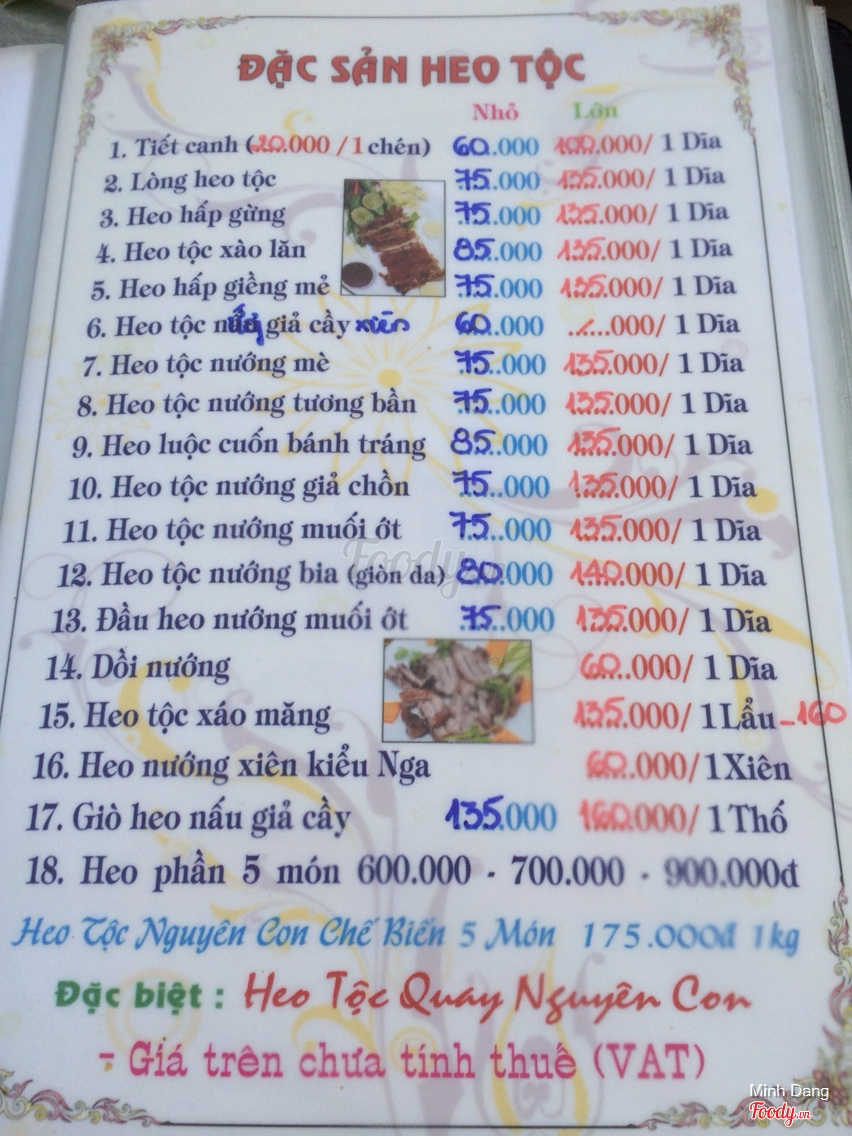 ĐẶC SẢN HEO TỘC
Nhỏ Lớn
1. Tiết canh (20.000 / 1 chén) 60.000 100.000/ 1 Dĩa
2. Lòng heo tộc 75.000 135.000/ 1 Dĩa
3. Heo hấp gừng 75.000 135.000/ 1 Dĩa
4. Heo tộc xào lăn 85.000 135.000/ 1 Dĩa
5. Heo hấp giềng mẻ 75.000 135.000/ 1 Dĩa
6. Heo tộc giả cầy xiên 60.000 ../...000/ 1 Dĩa
7. Heo tộc nướng mè 75.000 135.000/ 1 Dĩa
8. Heo tộc nướng tương bần 75.000 135.000/ 1 Dĩa
9. Heo luộc cuốn bánh tráng 85.000 135.000/ 1 Dĩa
10. Heo tộc nướng giả chồn 75.000 135.000/ 1 Dĩa
11. Heo tộc nướng muối ớt 75.000 135.000/ 1 Dĩa
12. Heo tộc nướng bia (giòn da) 80.000 140.000/ 1 Dĩa
13. Đầu heo nướng muối ớt 75.000 135.000/ 1 Dĩa
14. Dồi nướng 60.000/ 1 Dĩa
15. Heo tộc xáo măng 135.000/ 1 Lẩu - 160
16. Heo nướng xiên kiểu Nga 60.000/ 1 Xiên
17. Giò heo nấu giả cầy 135.000 160.000/ 1 Thố
18. Heo phần 5 món 600.000 - 700.000 - 900.000đ
Heo Tộc Nguyên Con Chế Biến 5 Món 175.000đ 1kg
Đặc biệt : Heo Tộc Quay Nguyên Con
- Giá trên chưa tính thuế (VAT)
Foody
Minh Dang
Foody.vn